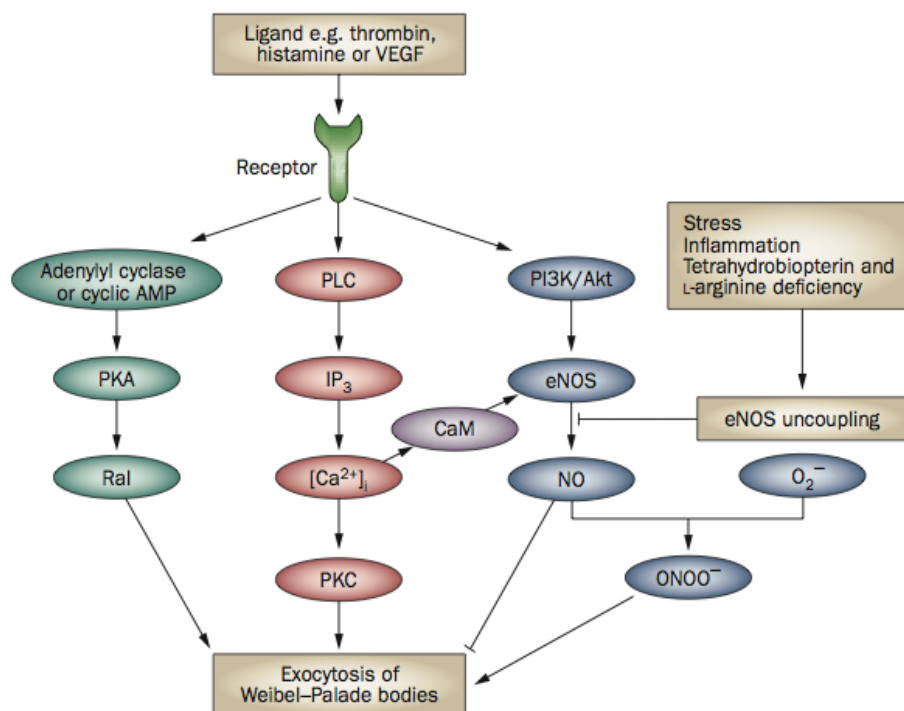 Ligand e.g. thrombin,
histamine or VEGF
Receptor
Stress
Inflammation
Tetrahydrobiopterin and
L-arginine deficiency
Adenylyl cyclase
or cyclic AMP
PLC
PI3K/Akt
PKA
IP₃
eNOS
CaM
eNOS uncoupling
Ral
[Ca²⁺]ᵢ
NO
O₂⁻
PKC
ONOO⁻
Exocytosis of
Weibel–Palade bodies